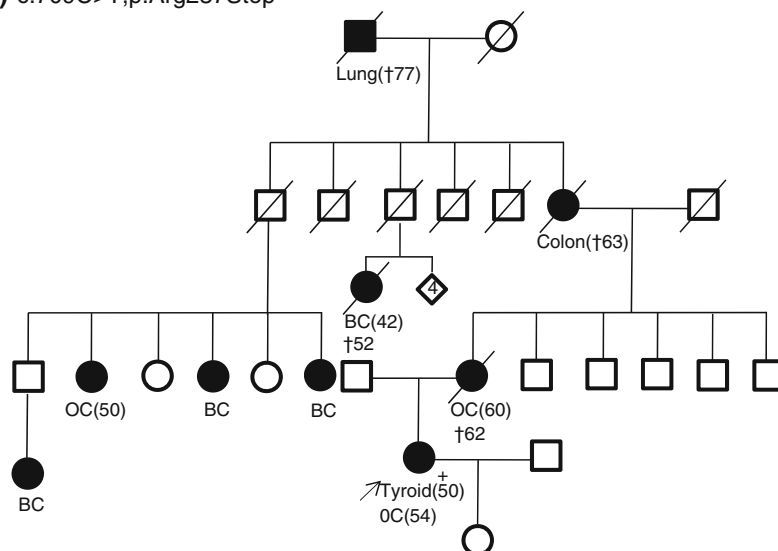 ) c.709C>T;p.Arg237Stop
Lung(†77)
Colon(†63)
4
BC(42)
†52
OC(50)
BC
BC
OC(60)
†62
BC
+
Tyroid(50)
0C(54)